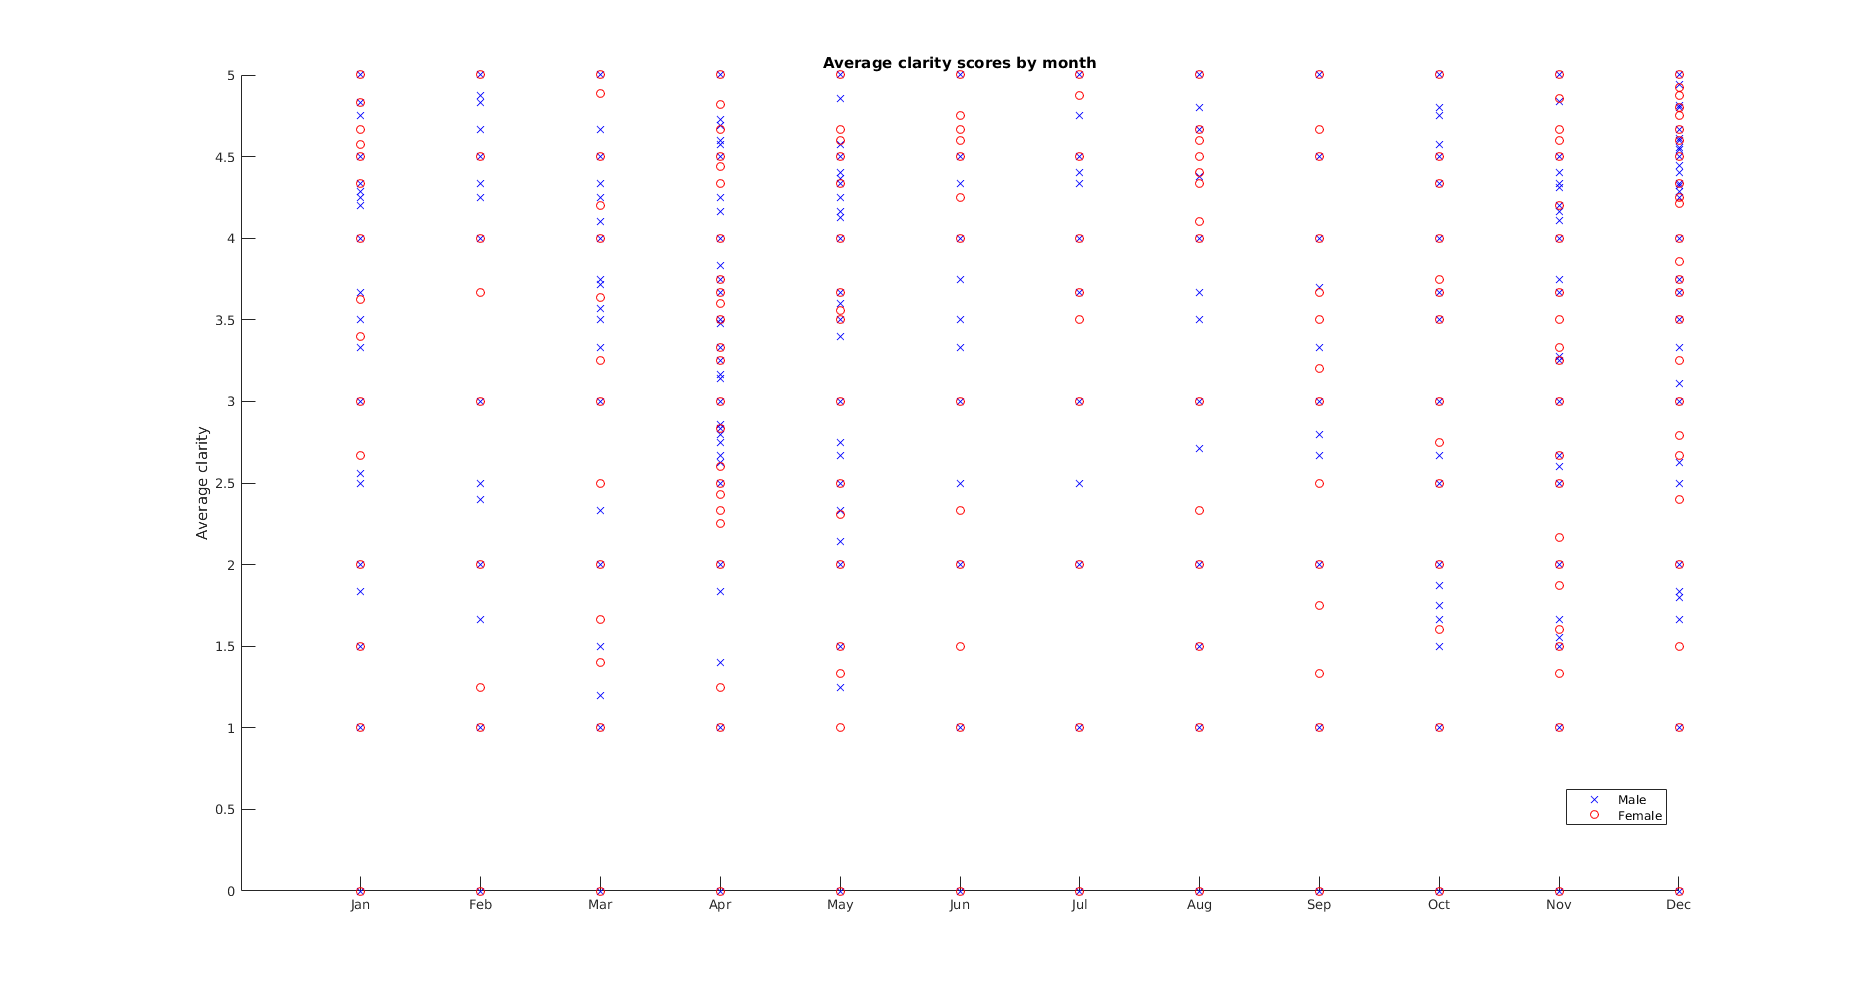 Average clarity scores by month
5
4.5
4
3.5
3
2.5
2
1.5
1
0.5
0
Average clarity
Jan Feb Mar Apr May Jun Jul Aug Sep Oct Nov Dec
Male
Female